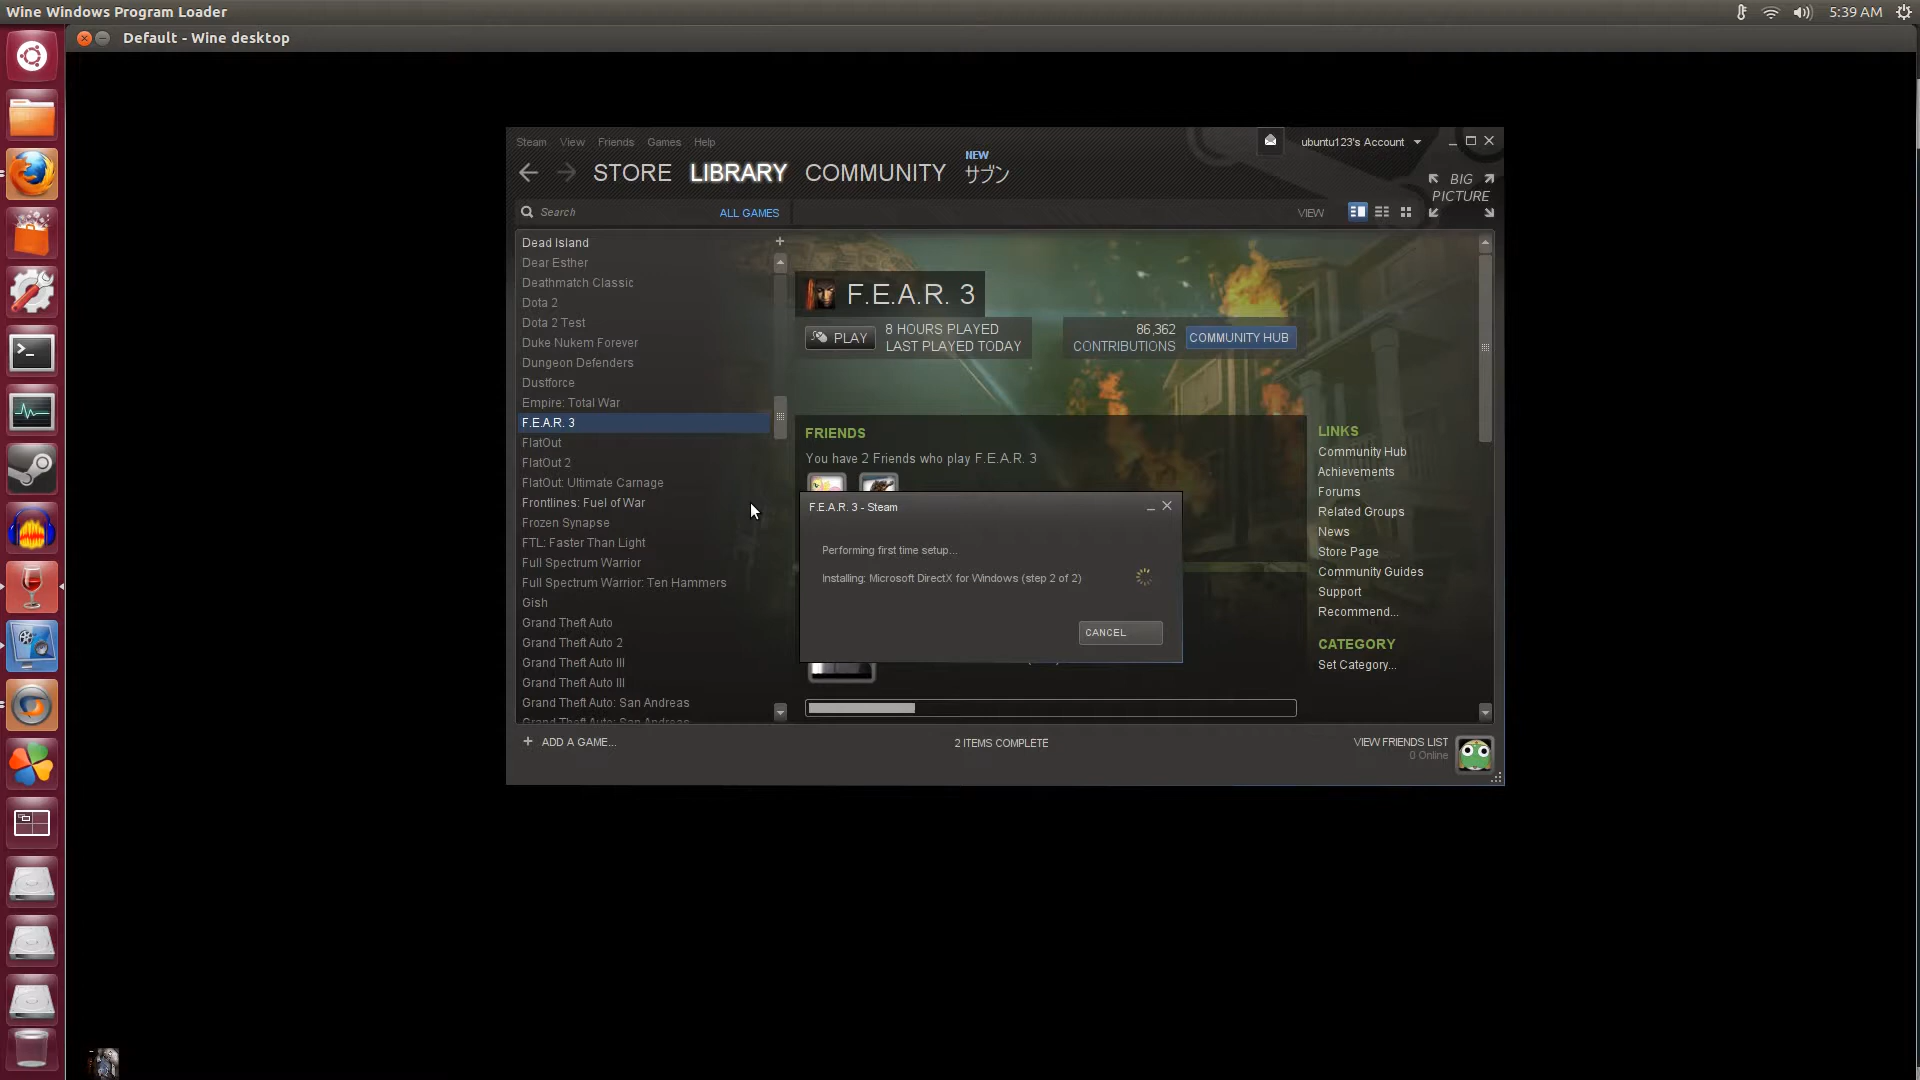 Wine Windows Program Loader
5:39 AM
Default - Wine desktop
Steam View Friends Games Help
ubuntu123's Account
STORE LIBRARY COMMUNITY
NEW
サブン
BIG
PICTURE
Search
ALL GAMES
VIEW
Dead Island
Dear Esther
Deathmatch Classic
Dota 2
Dota 2 Test
Duke Nukem Forever
Dungeon Defenders
Dustforce
Empire: Total War
F.E.A.R. 3
FlatOut
FlatOut 2
FlatOut: Ultimate Carnage
Frontlines: Fuel of War
Frozen Synapse
FTL: Faster Than Light
Full Spectrum Warrior
Full Spectrum Warrior: Ten Hammers
Gish
Grand Theft Auto
Grand Theft Auto 2
Grand Theft Auto III
Grand Theft Auto III
Grand Theft Auto: San Andreas
Grand Theft Auto: San Andreas
F.E.A.R. 3
PLAY
8 HOURS PLAYED
LAST PLAYED TODAY
86,362
CONTRIBUTIONS
COMMUNITY HUB
FRIENDS
You have 2 Friends who play F.E.A.R. 3
F.E.A.R. 3 - Steam
Performing first time setup...
Installing: Microsoft DirectX for Windows (step 2 of 2)
CANCEL
LINKS
Community Hub
Achievements
Forums
Related Groups
News
Store Page
Community Guides
Support
Recommend...
CATEGORY
Set Category...
+ ADD A GAME...
2 ITEMS COMPLETE
VIEW FRIENDS LIST
0 Online